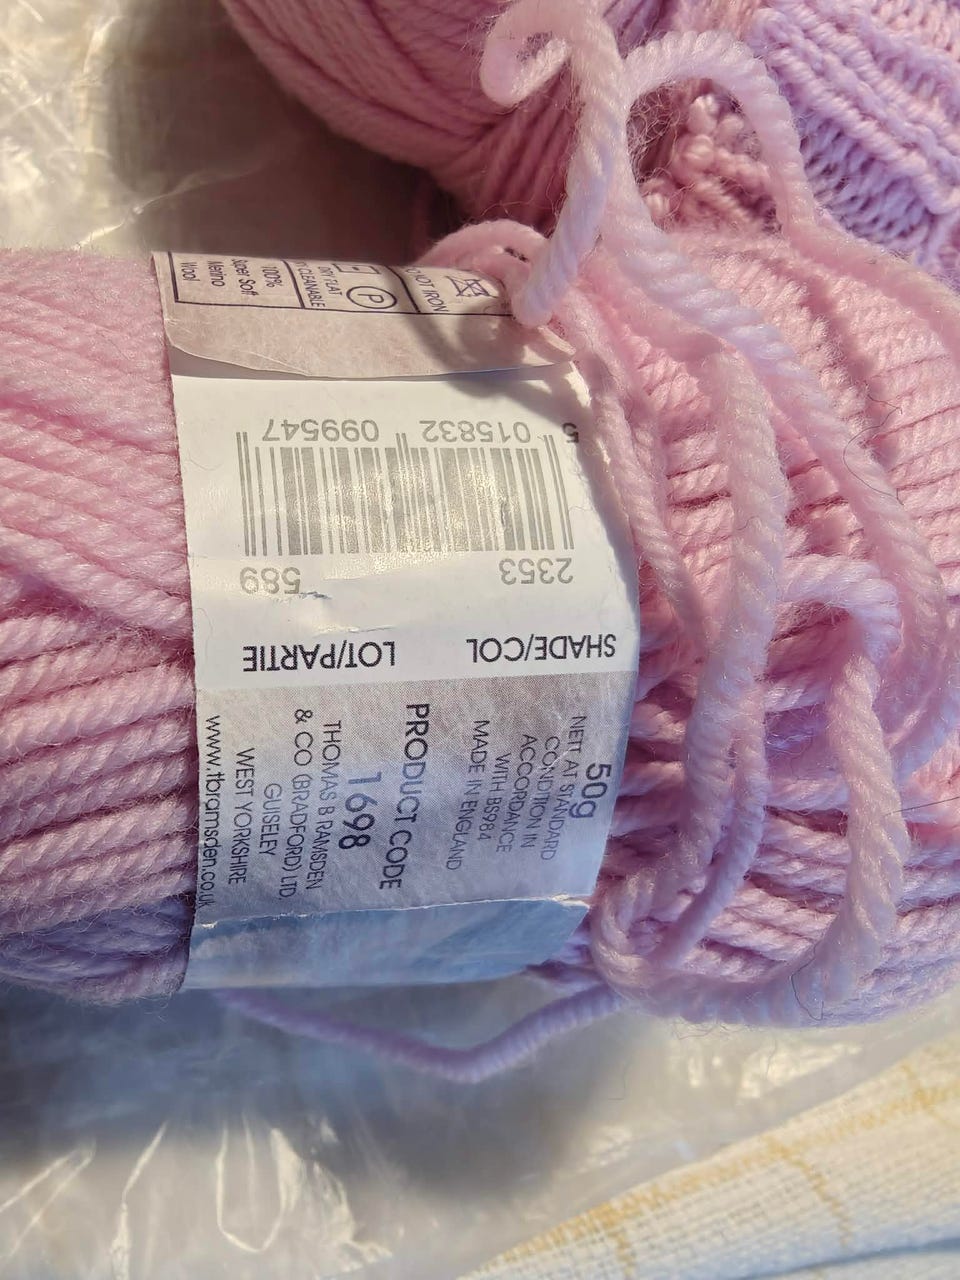 100%
Super Soft
Merino
Wool
DRY FLAT
CLEANABLE
P
DO NOT IRON
5 015832 099547
2353 589
SHADE/COL LOT/PARTIE
50g
NETT AT STANDARD
CONDITION IN
ACCORDANCE
WITH BS984
MADE IN ENGLAND
PRODUCT CODE
1698
THOMAS B RAMSDEN
& CO (BRADFORD) LTD,
GUISELEY
WEST YORKSHIRE
www.tbramsden.co.uk